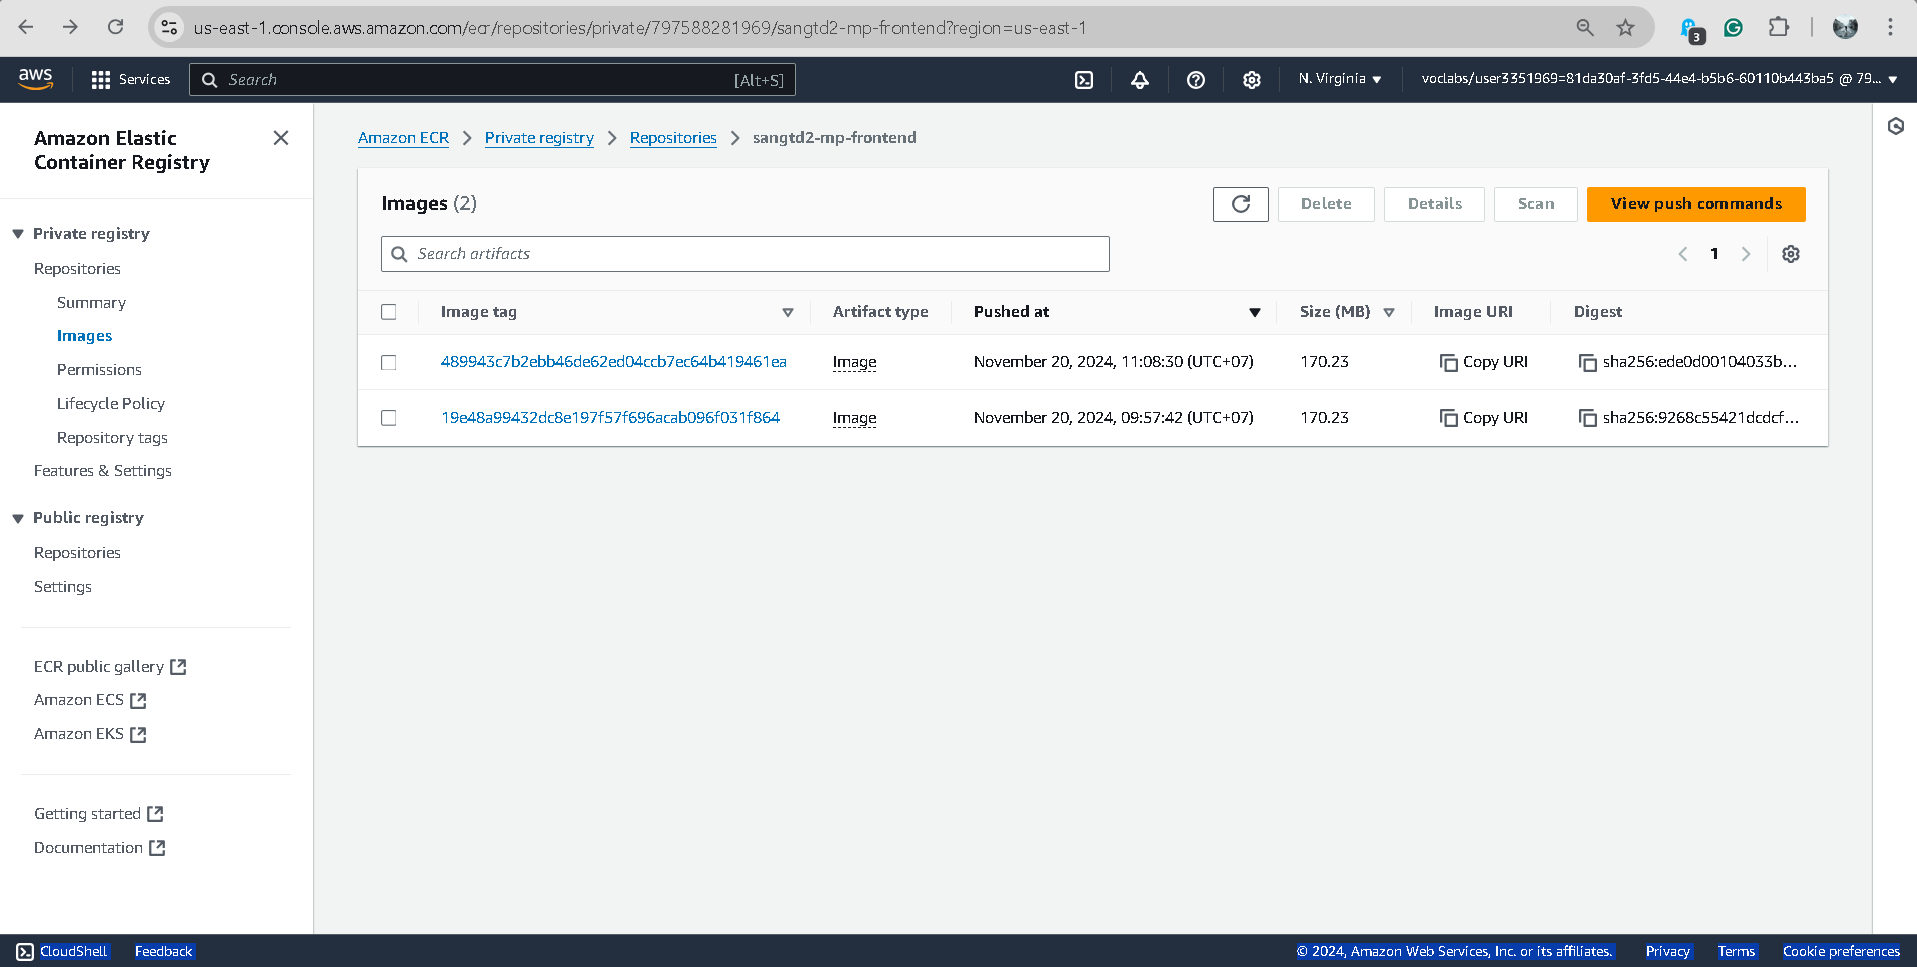 us-east-1.console.aws.amazon.com/ecr/repositories/private/797588281969/sangtd2-mp-frontend?region=us-east-1
3
aws
Services
Search
[Alt+S]
N. Virginia
voclabs/user3351969=81da30af-3fd5-44e4-b5b6-60110b443ba5 @ 79...
Amazon Elastic
Container Registry
Private registry
Repositories
Summary
Images
Permissions
Lifecycle Policy
Repository tags
Features & Settings
Public registry
Repositories
Settings
ECR public gallery
Amazon ECS
Amazon EKS
Getting started
Documentation
Amazon ECR > Private registry > Repositories > sangtd2-mp-frontend
Images (2)
Delete
Details
Scan
View push commands
Search artifacts
1
Image tag Artifact type Pushed at Size (MB) Image URI Digest
489943c7b2ebb46de62ed04ccb7ec64b419461ea Image November 20, 2024, 11:08:30 (UTC+07) 170.23 Copy URI sha256:ede0d00104033b...
19e48a99432dc8e197f57f696acab096f031f864 Image November 20, 2024, 09:57:42 (UTC+07) 170.23 Copy URI sha256:9268c55421dcdcf...
CloudShell Feedback © 2024, Amazon Web Services, Inc. or its affiliates. Privacy Terms Cookie preferences